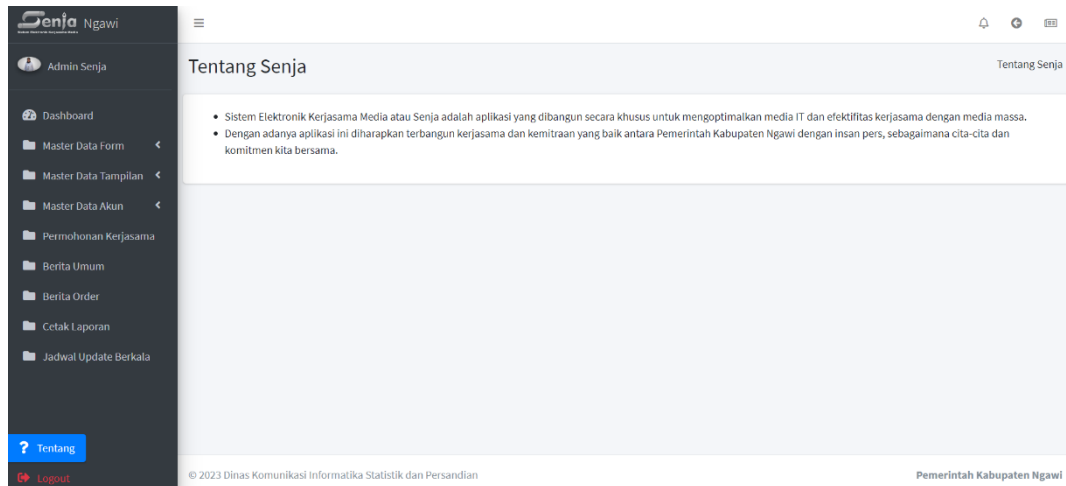 Senja Ngawi
Admin Senja
Dashboard
Master Data Form
Master Data Tampilan
Master Data Akun
Permohonan Kerjasama
Berita Umum
Berita Order
Cetak Laporan
Jadwal Update Berkala
Tentang
Logout
Tentang Senja
Tentang Senja
Sistem Elektronik Kerjasama Media atau Senja adalah aplikasi yang dibangun secara khusus untuk mengoptimalkan media IT dan efektifitas kerjasama dengan media massa.
Dengan adanya aplikasi ini diharapkan terbangun kerjasama dan kemitraan yang baik antara Pemerintah Kabupaten Ngawi dengan insan pers, sebagaimana cita-cita dan
komitmen kita bersama.
© 2023 Dinas Komunikasi Informatika Statistik dan Persandian
Pemerintah Kabupaten Ngawi